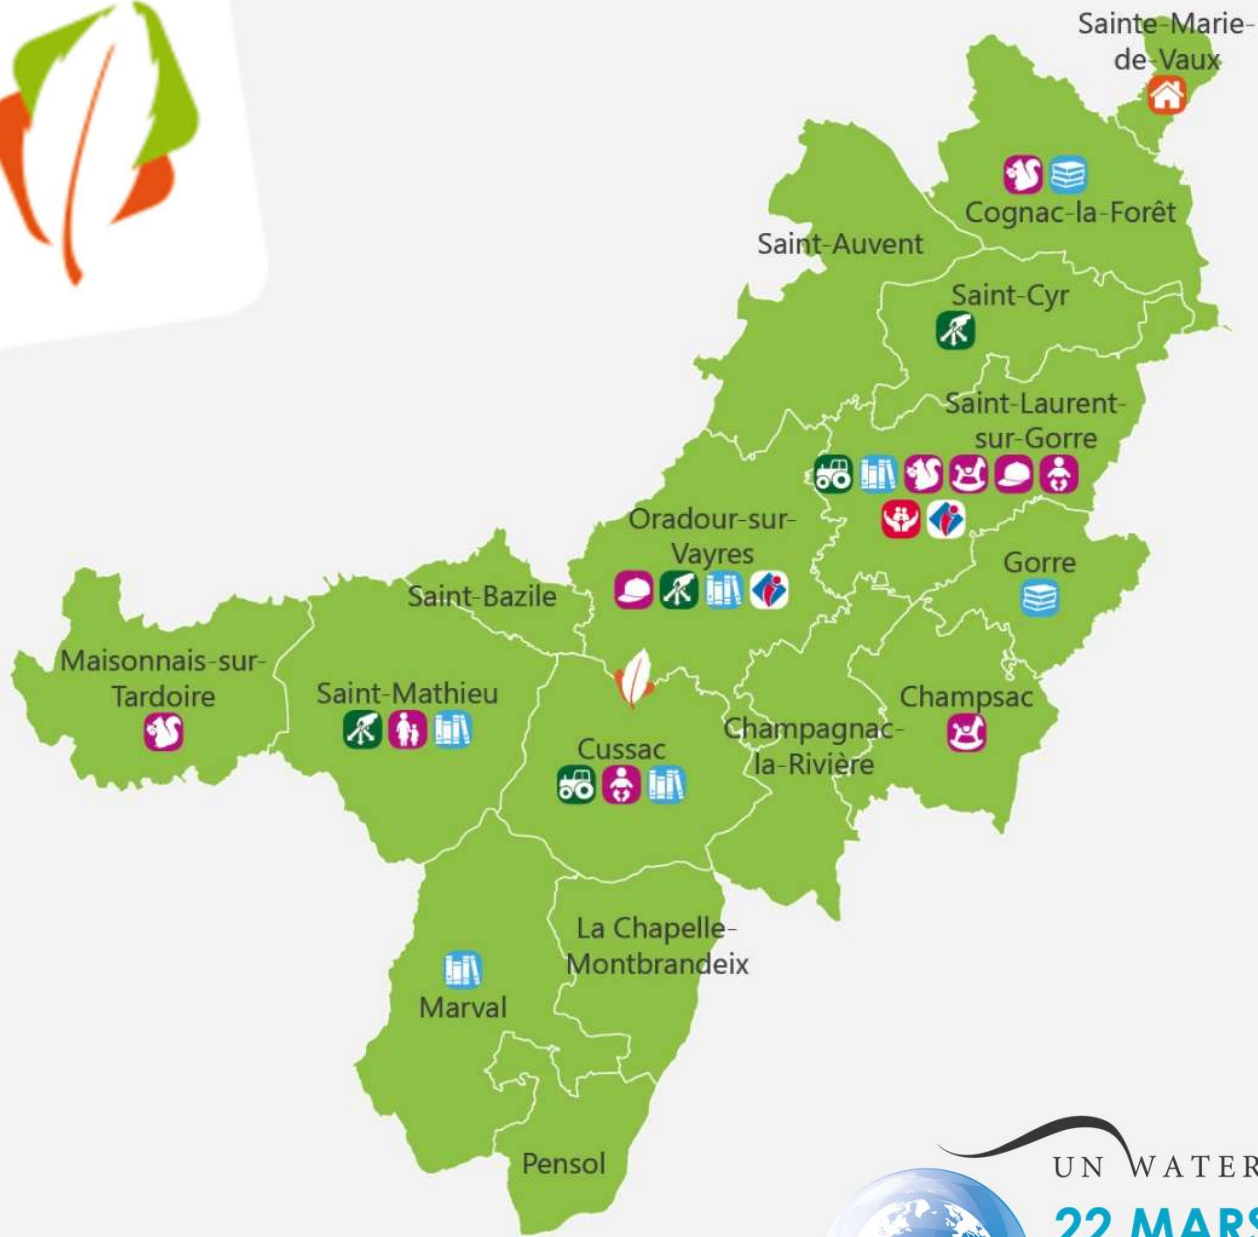 Sainte-Marie-
de-Vaux
Cognac-la-Forêt
Saint-Auvent
Saint-Cyr
Saint-Laurent-
sur-Gorre
Oradour-sur-
Vayres
Gorre
Saint-Bazile
Maisonnais-sur-
Tardoire
Saint-Mathieu
Champsac
Champagnac-
la-Rivière
Cussac
La Chapelle-
Montbrandeix
Marval
Pensol
UN WATER
22 MARS